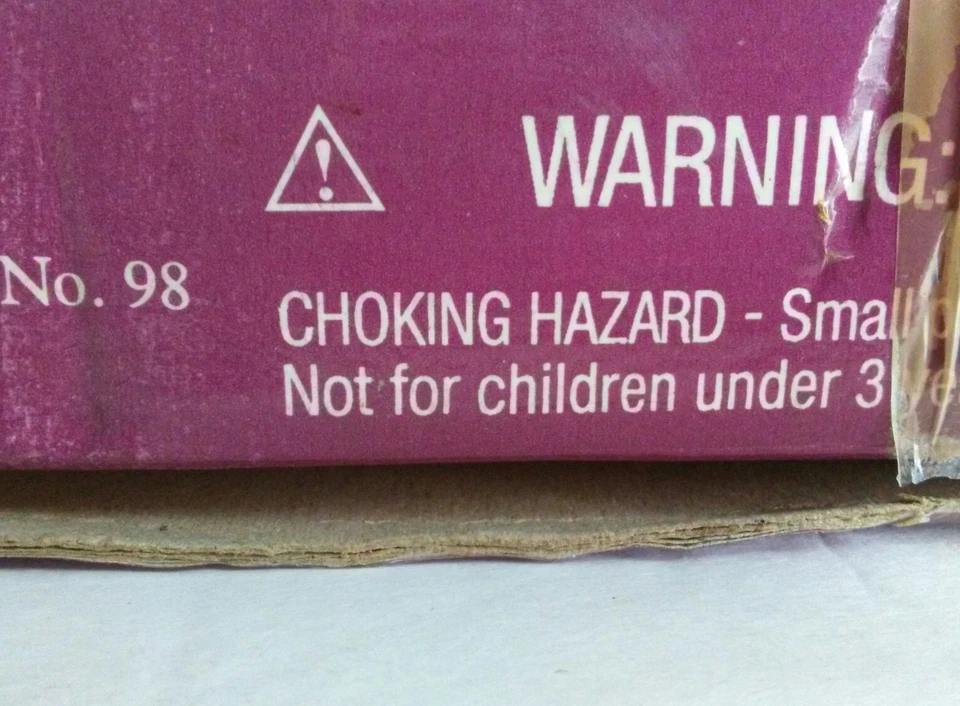 WARNING:
No. 98
CHOKING HAZARD - Small
Not for children under 3